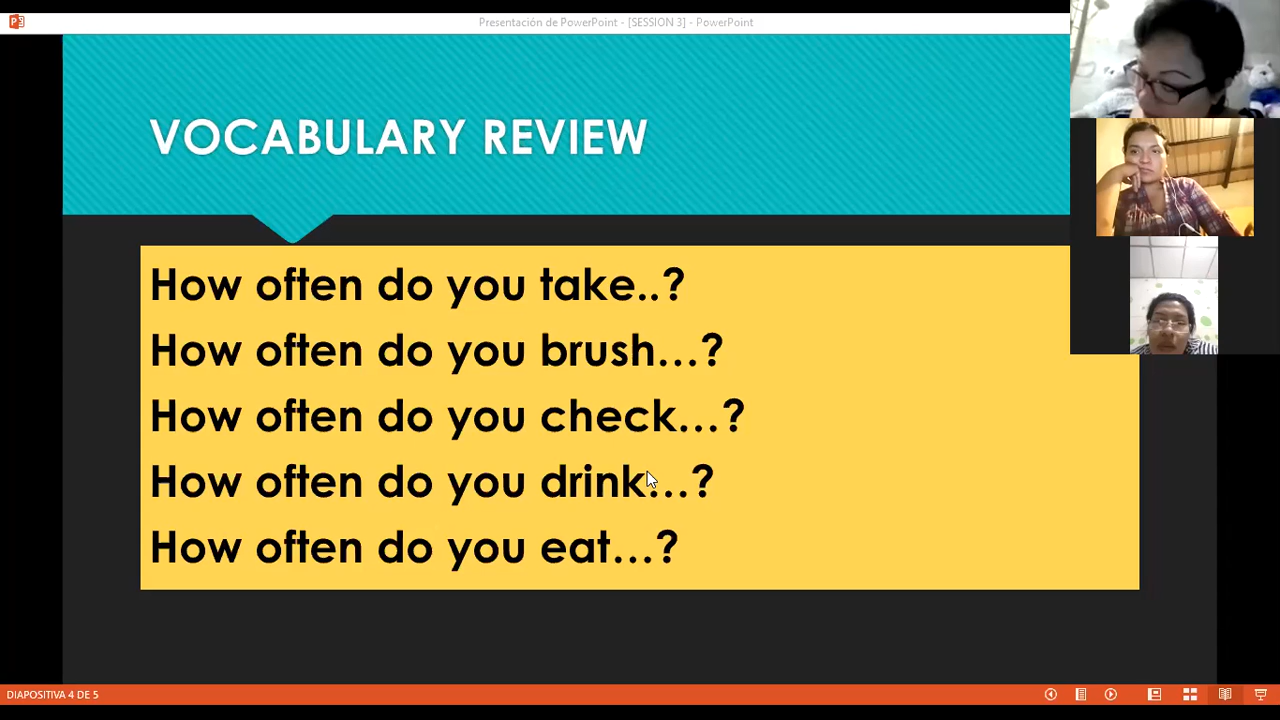 Presentación de PowerPoint - [SESSION 3] - PowerPoint
VOCABULARY REVIEW
How often do you take..?
How often do you brush...?
How often do you check...?
How often do you drink...?
How often do you eat...?
DIAPOSITIVA 4 DE 5